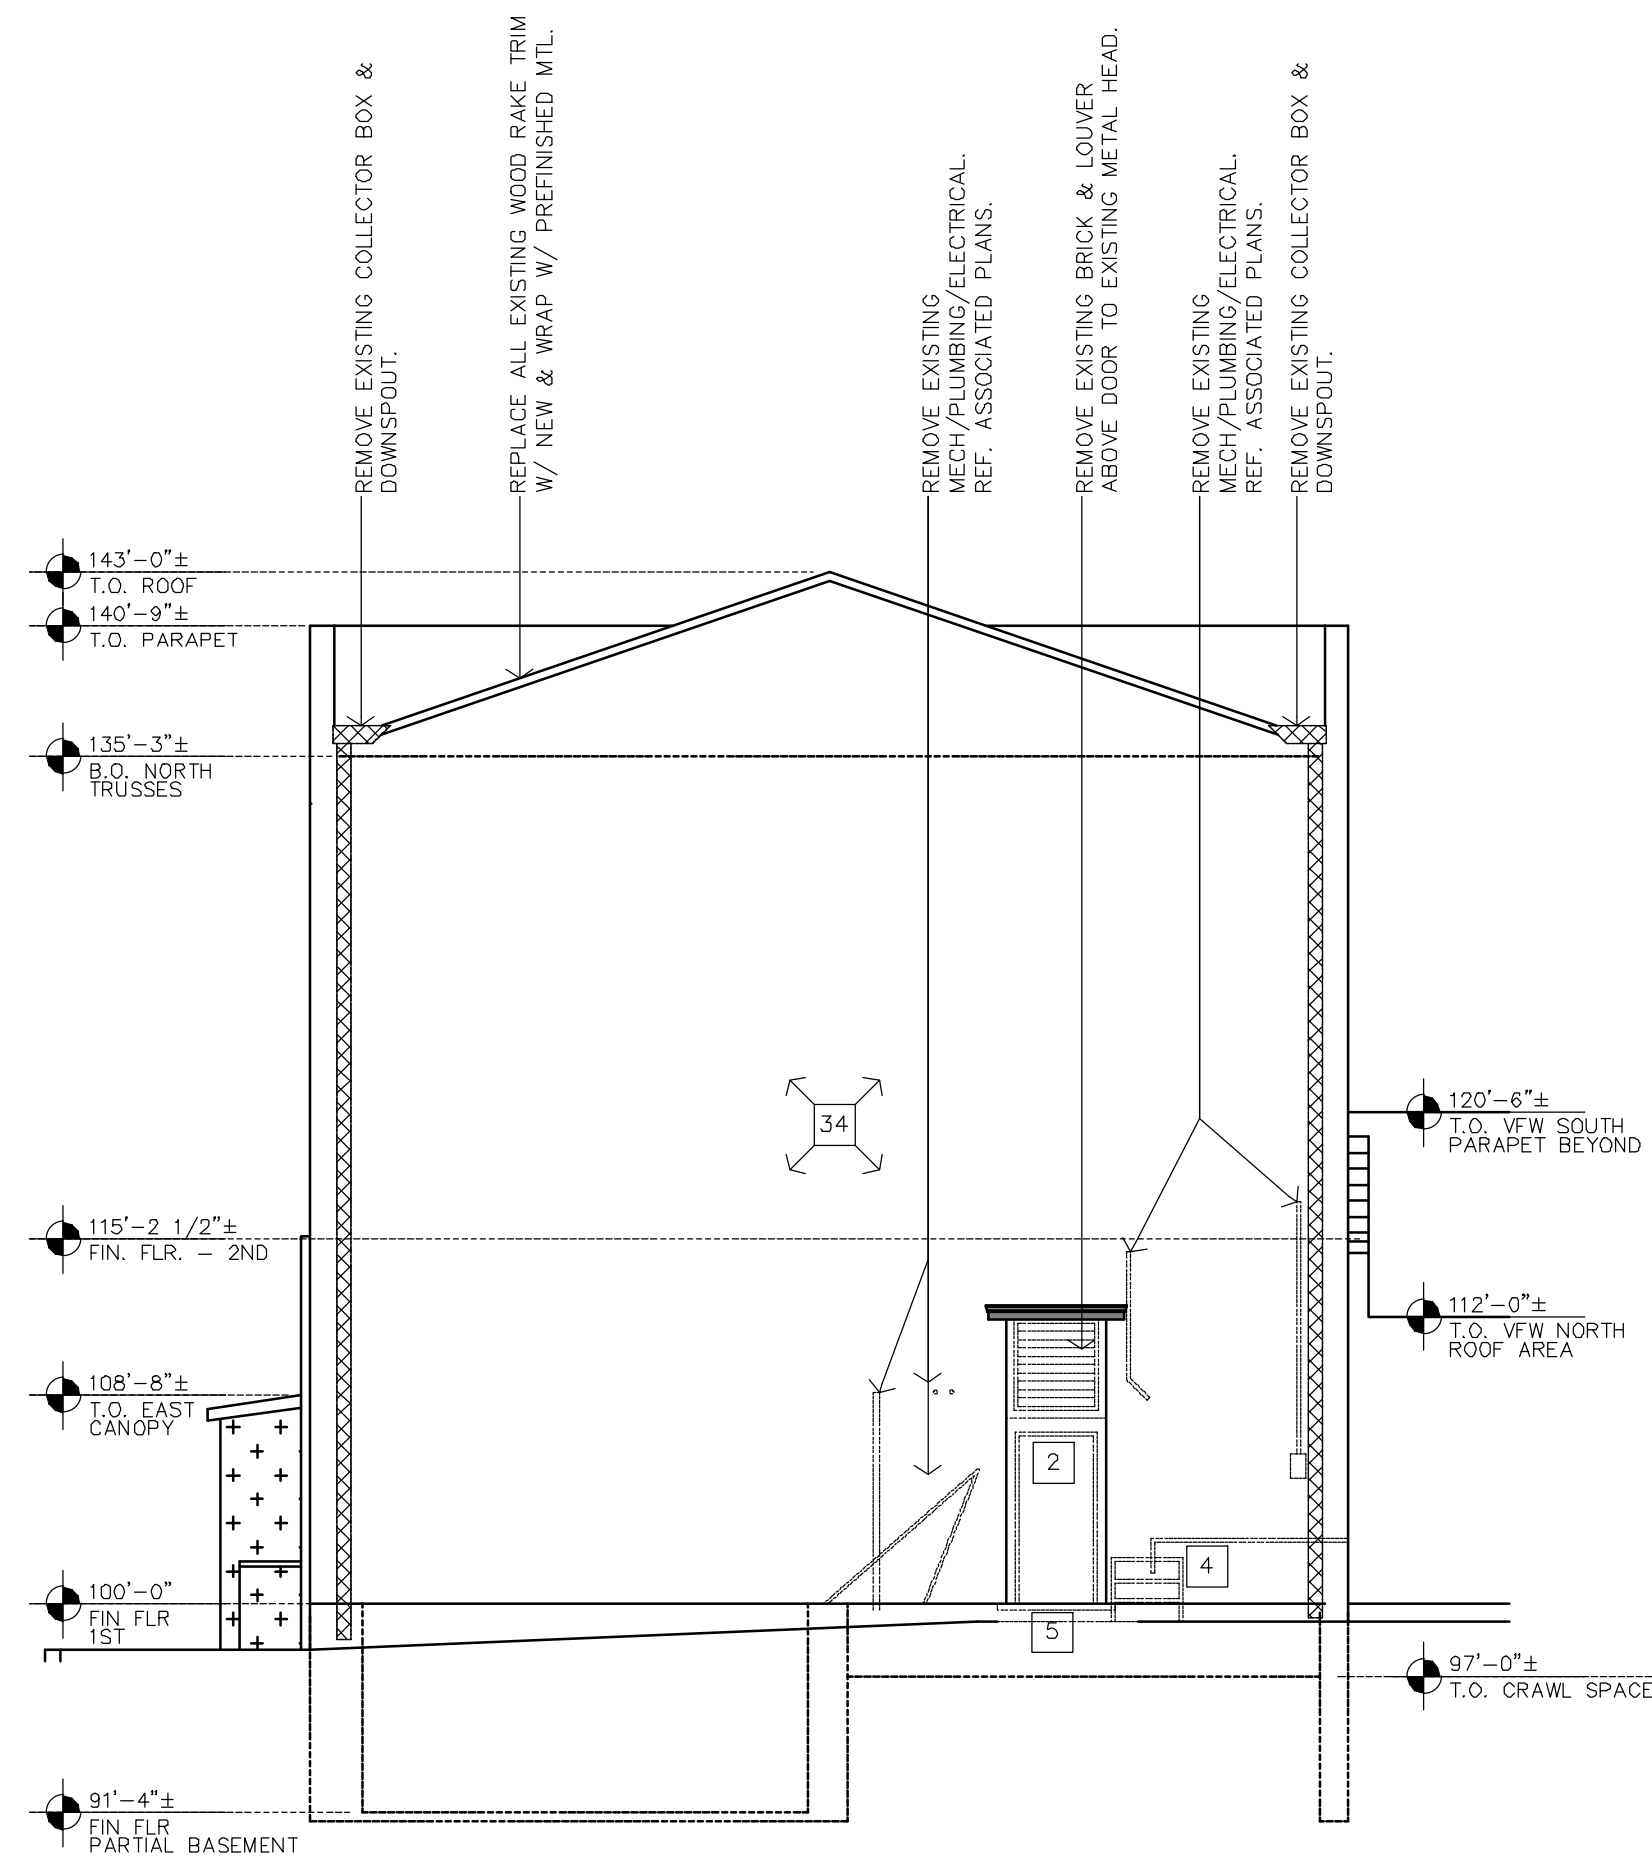 REMOVE EXISTING COLLECTOR BOX &
DOWNSPOUT.
REPLACE ALL EXISTING WOOD RAKE TRIM
W/ NEW & WRAP W/ PREFINISHED MTL.
REMOVE EXISTING
MECH/PLUMBING/ELECTRICAL.
REF. ASSOCIATED PLANS.
REMOVE EXISTING BRICK & LOUVER
ABOVE DOOR TO EXISTING METAL HEAD.
REMOVE EXISTING
MECH/PLUMBING/ELECTRICAL.
REF. ASSOCIATED PLANS.
REMOVE EXISTING COLLECTOR BOX &
DOWNSPOUT.
143'-0"±
T.O. ROOF
140'-9"±
T.O. PARAPET
135'-3"±
B.O. NORTH
TRUSSES
34
120'-6"±
T.O. VFW SOUTH
PARAPET BEYOND
115'-2 1/2"±
FIN. FLR. - 2ND
112'-0"±
T.O. VFW NORTH
ROOF AREA
108'-8"±
T.O. EAST
CANOPY
2
4
100'-0"
FIN FLR
1ST
5
97'-0"±
T.O. CRAWL SPACE
91'-4"±
FIN FLR
PARTIAL BASEMENT